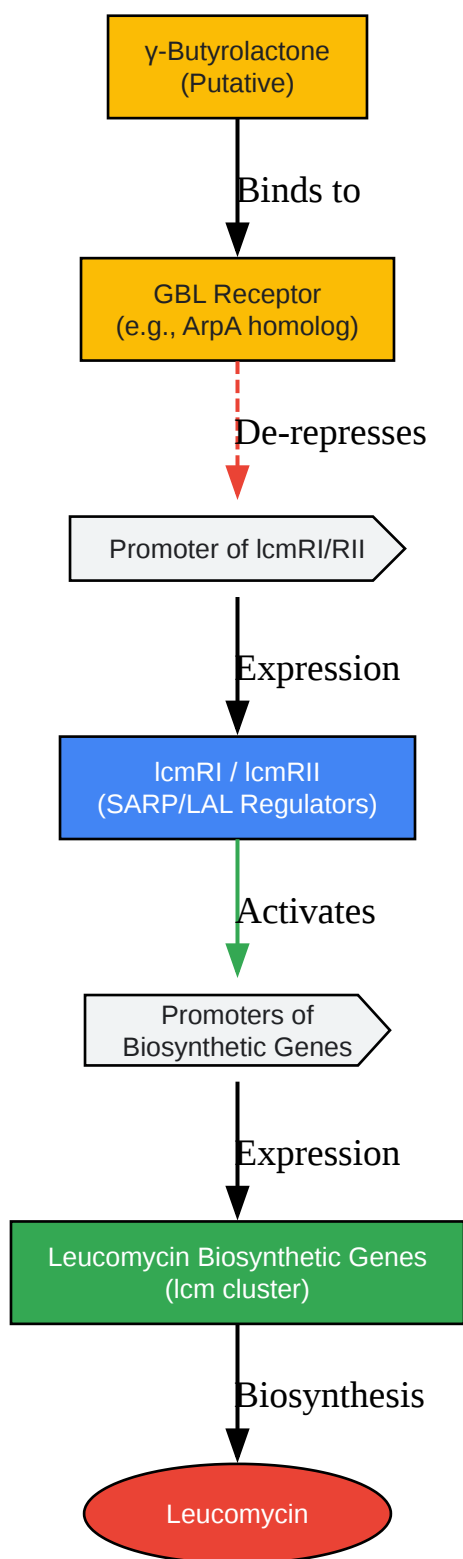 γ-Butyrolactone
(Putative)
Binds to
GBL Receptor
(e.g., ArpA homolog)
De-represses
Promoter of lcmRI/RII
Expression
lcmRI / lcmRII
(SARP/LAL Regulators)
Activates
Promoters of
Biosynthetic Genes
Expression
Leucomycin Biosynthetic Genes
(lcm cluster)
Biosynthesis
Leucomycin